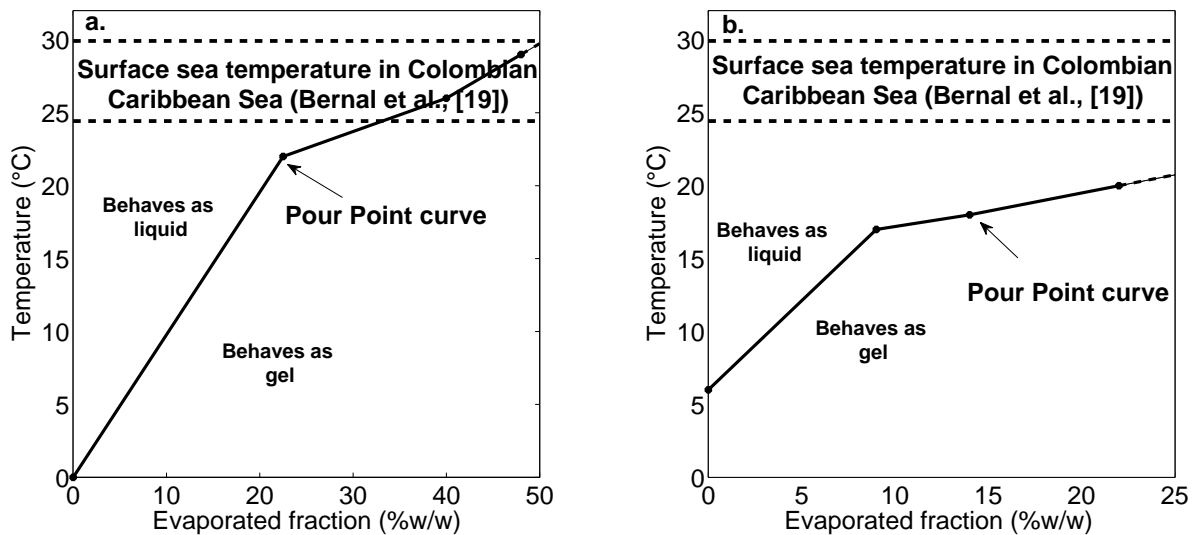 a.
30
Surface sea temperature in Colombian
Caribbean Sea (Bernal et al., [19])
25
20
15
10
5
0
Temperature (°C)
Behaves as
liquid
Pour Point curve
Behaves as
gel
0 10 20 30 40 50
Evaporated fraction (%w/w)
b.
30
Surface sea temperature in Colombian
Caribbean Sea (Bernal et al., [19])
25
20
15
10
5
0
Temperature (°C)
Behaves as
liquid
Pour Point curve
Behaves as
gel
0 5 10 15 20 25
Evaporated fraction (%w/w)